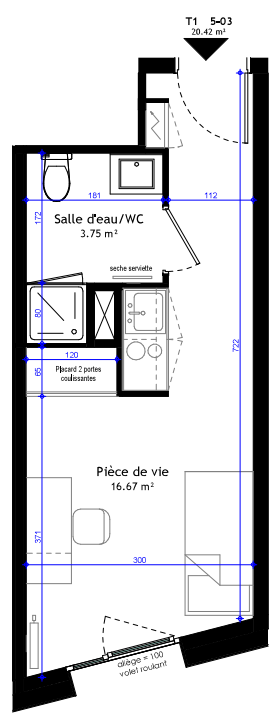 T1 5-03
20.42 m²
181
112
172
Salle d'eau/WC
3.75 m²
seche serviette
80
722
120
65
Placard 2 portes
coulissantes
Pièce de vie
16.67 m²
371
300
allège = 100
volet roulant